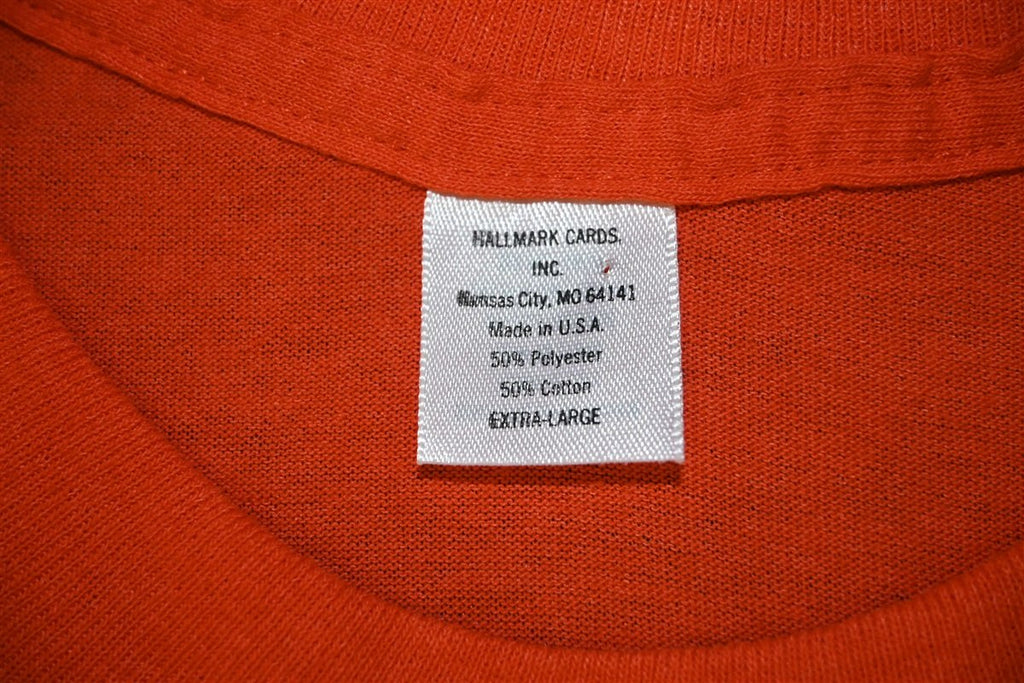 HALLMARK CARDS,
INC.
Kansas City, MO 64141
Made in U.S.A.
50% Polyester
50% Cotton
EXTRA-LARGE